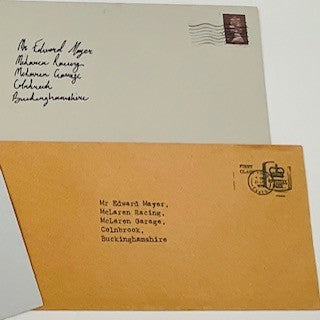 Mr Edward Mayer
McLaren Racing
McLaren Garage
Colnbrook
Buckinghamshire
FIRST
CLASS
Mr Edward Mayer,
McLaren Racing,
McLaren Garage,
Colnbrook,
Buckinghamshire